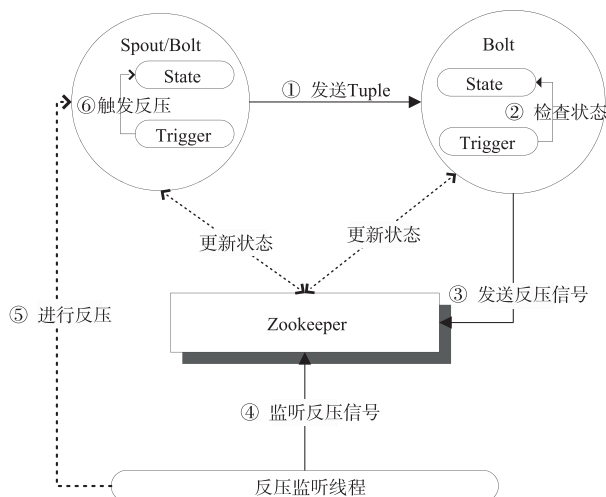 Spout/Bolt
State
⑥触发反压
Trigger
① 发送Tuple
Bolt
State
② 检查状态
Trigger
更新状态
更新状态
③ 发送反压信号
⑤ 进行反压
Zookeeper
④ 监听反压信号
反压监听线程